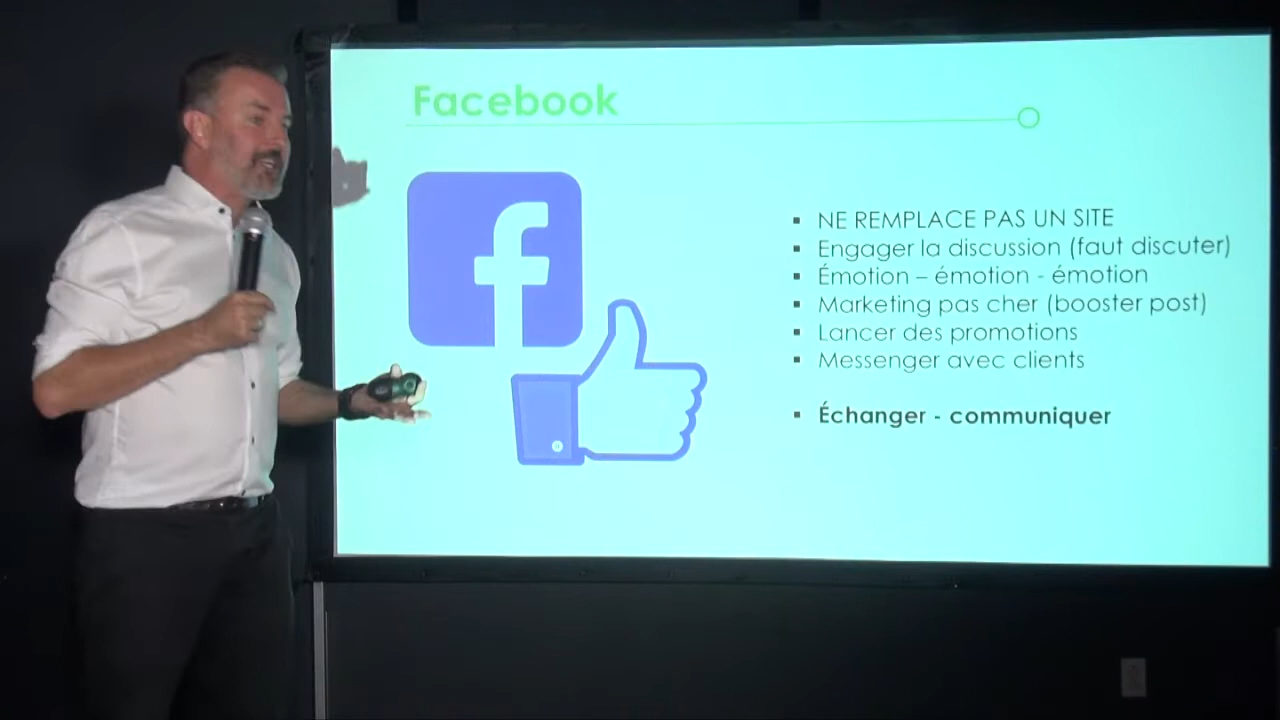 Facebook
f
▪ NE REMPLACE PAS UN SITE
▪ Engager la discussion (faut discuter)
▪ Émotion – émotion - émotion
▪ Marketing pas cher (booster post)
▪ Lancer des promotions
▪ Messenger avec clients
▪ Échanger - communiquer